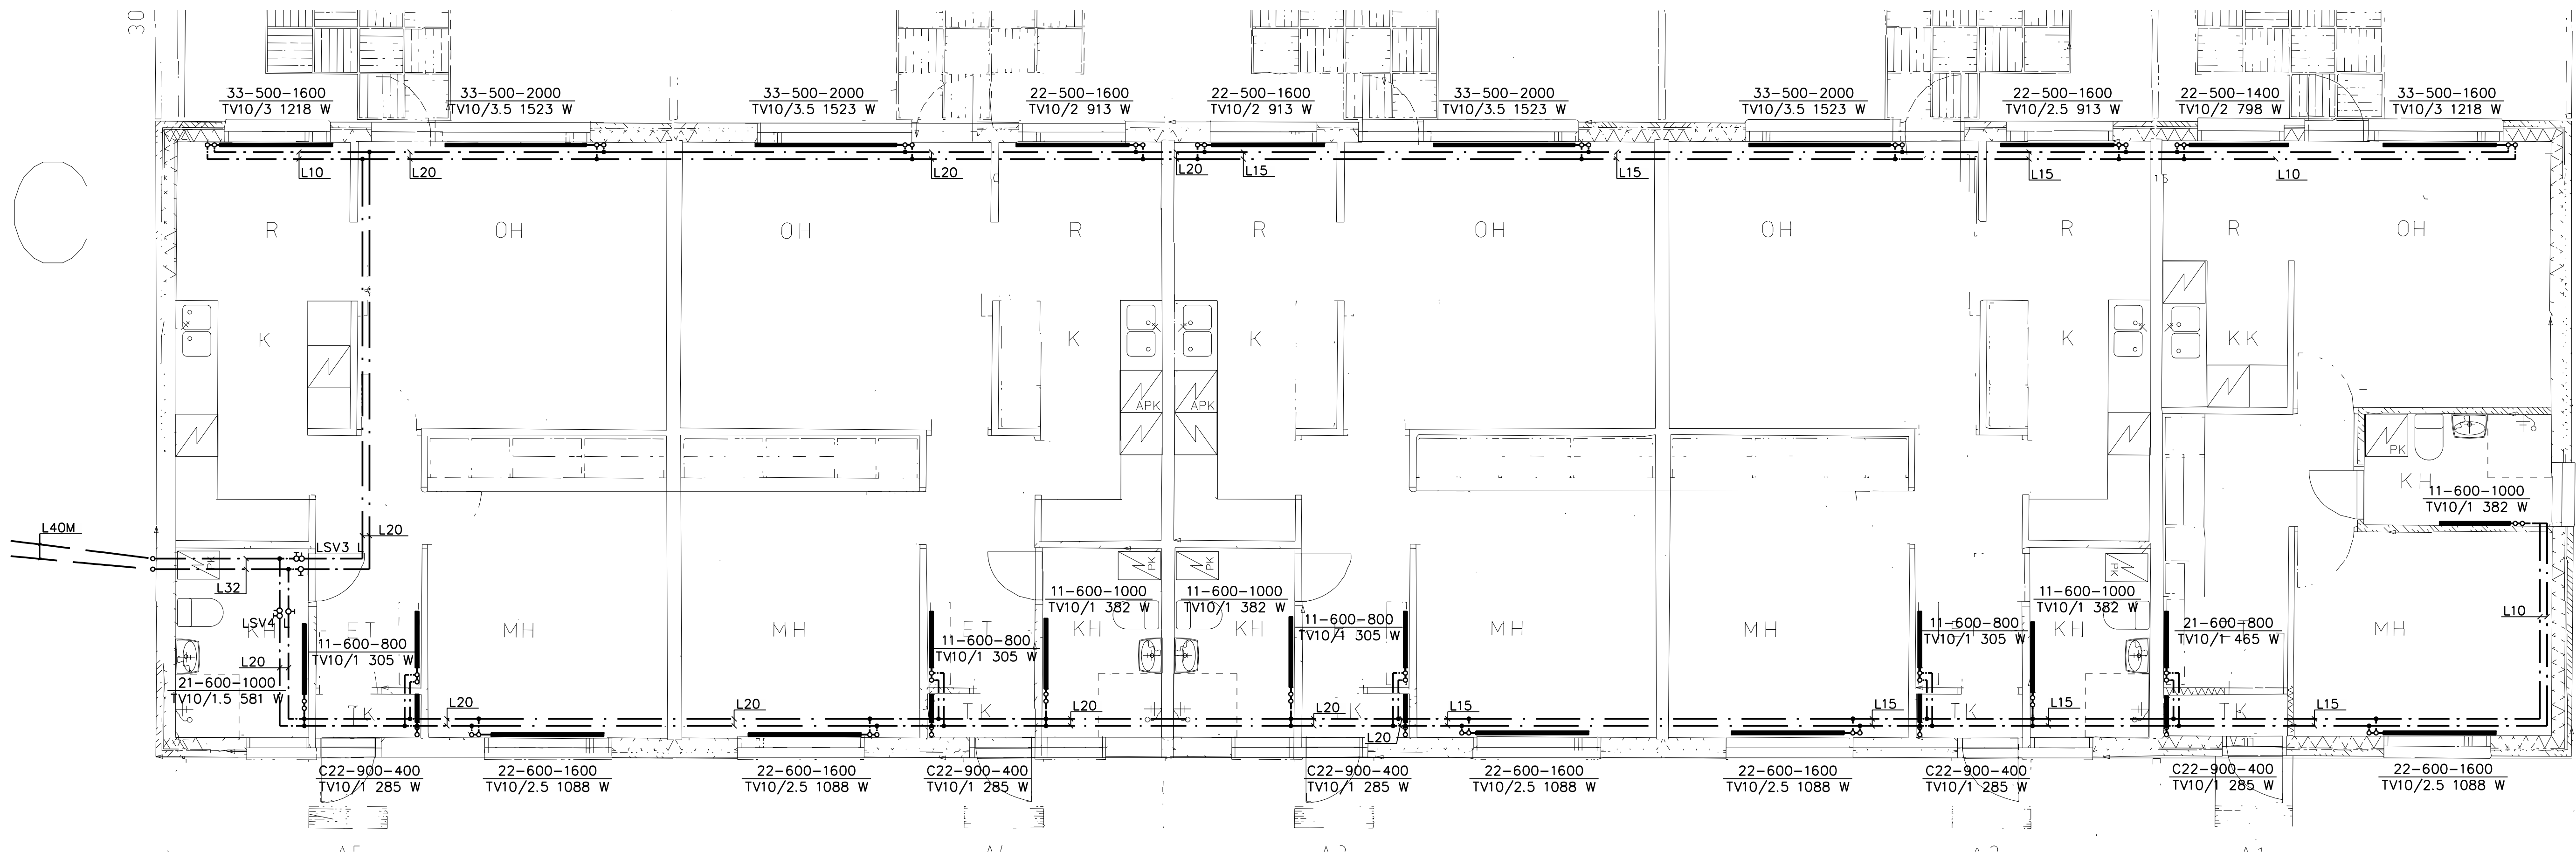 30
33-500-1600
TV10/3 1218 W
33-500-2000
TV10/3.5 1523 W
33-500-2000
TV10/3.5 1523 W
22-500-1600
TV10/2 913 W
22-500-1600
TV10/2 913 W
33-500-2000
TV10/3.5 1523 W
33-500-2000
TV10/3.5 1523 W
22-500-1600
TV10/2.5 913 W
22-500-1400
TV10/2 798 W
33-500-1600
TV10/3 1218 W
L10
L20
L20
L20
L15
L15
L15
L10
R
OH
OH
R
R
OH
OH
R
R
OH
K
K
K
K
KK
APK
APK
PK
KH
11-600-1000
TV10/1 382 W
L40M
LSV3 L
L20
L32
PK
PK
PK
PK
LSV4 L
L20
KH
ET
11-600-800
TV10/1 305 W
MH
MH
ET
11-600-800
TV10/1 305 W
11-600-1000
TV10/1 382 W
KH
11-600-1000
TV10/1 382 W
KH
11-600-800
TV10/1 305 W
MH
MH
11-600-800
TV10/1 305 W
11-600-1000
TV10/1 382 W
KH
21-600-800
TV10/1 465 W
MH
L10
21-600-1000
TV10/1.5 581 W
TK
L20
L20
TK
L20
L20
L20
L15
L15
TK
L15
TK
L15
C22-900-400
TV10/1 285 W
22-600-1600
TV10/2.5 1088 W
22-600-1600
TV10/2.5 1088 W
C22-900-400
TV10/1 285 W
C22-900-400
TV10/1 285 W
22-600-1600
TV10/2.5 1088 W
22-600-1600
TV10/2.5 1088 W
C22-900-400
TV10/1 285 W
C22-900-400
TV10/1 285 W
22-600-1600
TV10/2.5 1088 W